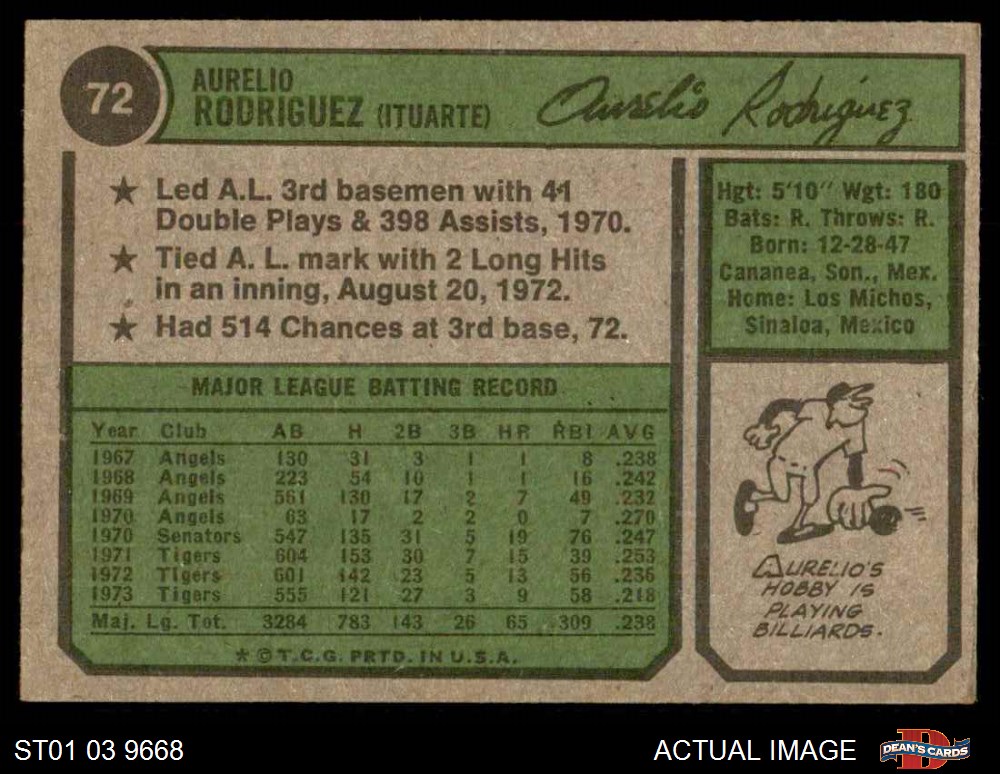 72
AURELIO
RODRIGUEZ (ITUARTE)
Aurelio Rodriguez
★ Led A.L. 3rd basemen with 41
Double Plays & 398 Assists, 1970.
★ Tied A. L. mark with 2 Long Hits
in an inning, August 20, 1972.
★ Had 514 Chances at 3rd base, 72.
Hgt: 5'10" Wgt: 180
Bats: R. Throws: R.
Born: 12-28-47
Cananea, Son., Mex.
Home: Los Michos,
Sinaloa, Mexico
MAJOR LEAGUE BATTING RECORD
Year Club AB H 2B 3B HR RBI AVG
1967 Angels 130 31 3 1 1 8 .238
1968 Angels 223 54 10 1 1 16 .242
1969 Angels 561 130 17 2 7 49 .232
1970 Angels 63 17 2 2 0 7 .270
1970 Senators 547 135 31 5 19 76 .247
1971 Tigers 604 153 30 7 15 39 .253
1972 Tigers 601 142 23 5 13 56 .236
1973 Tigers 555 121 27 3 9 58 .218
Maj. Lg. Tot. 3284 783 143 26 65 309 .238
* © T.C.G. PRTD. IN U.S.A.
AURELIO'S
HOBBY IS
PLAYING
BILLIARDS.
ST01 03 9668
ACTUAL IMAGE
DEAN'S CARDS